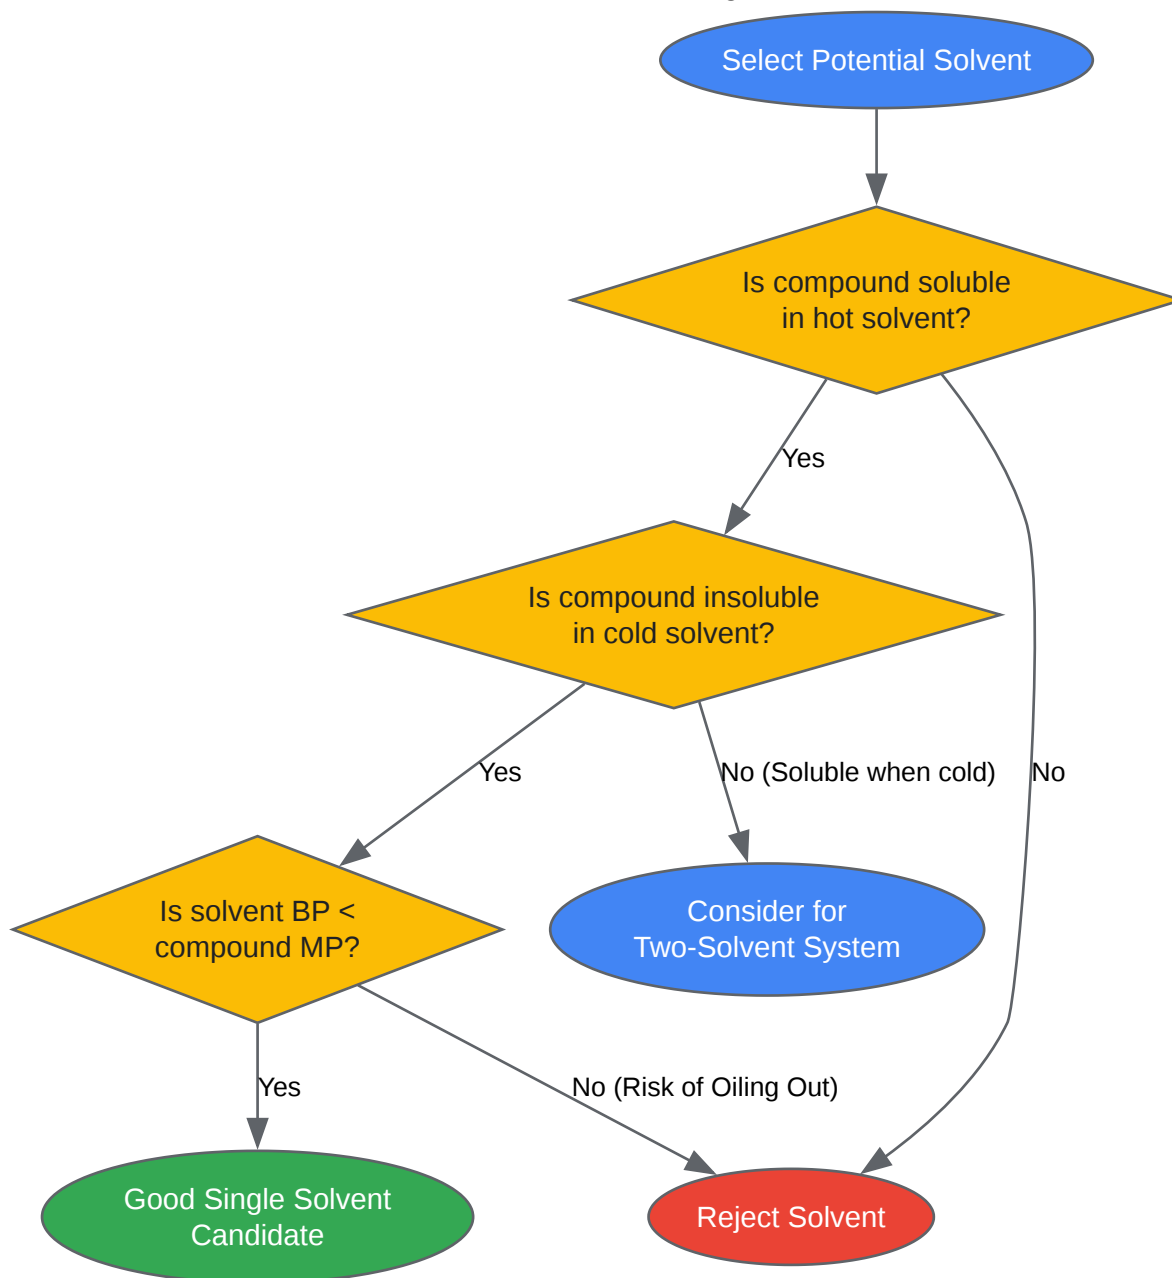 Select Potential Solvent
Is compound soluble
in hot solvent?
Yes
Is compound insoluble
in cold solvent?
Yes
No (Soluble when cold)
No
Is solvent BP <
compound MP?
Consider for
Two-Solvent System
Yes
No (Risk of Oiling Out)
Good Single Solvent
Candidate
Reject Solvent